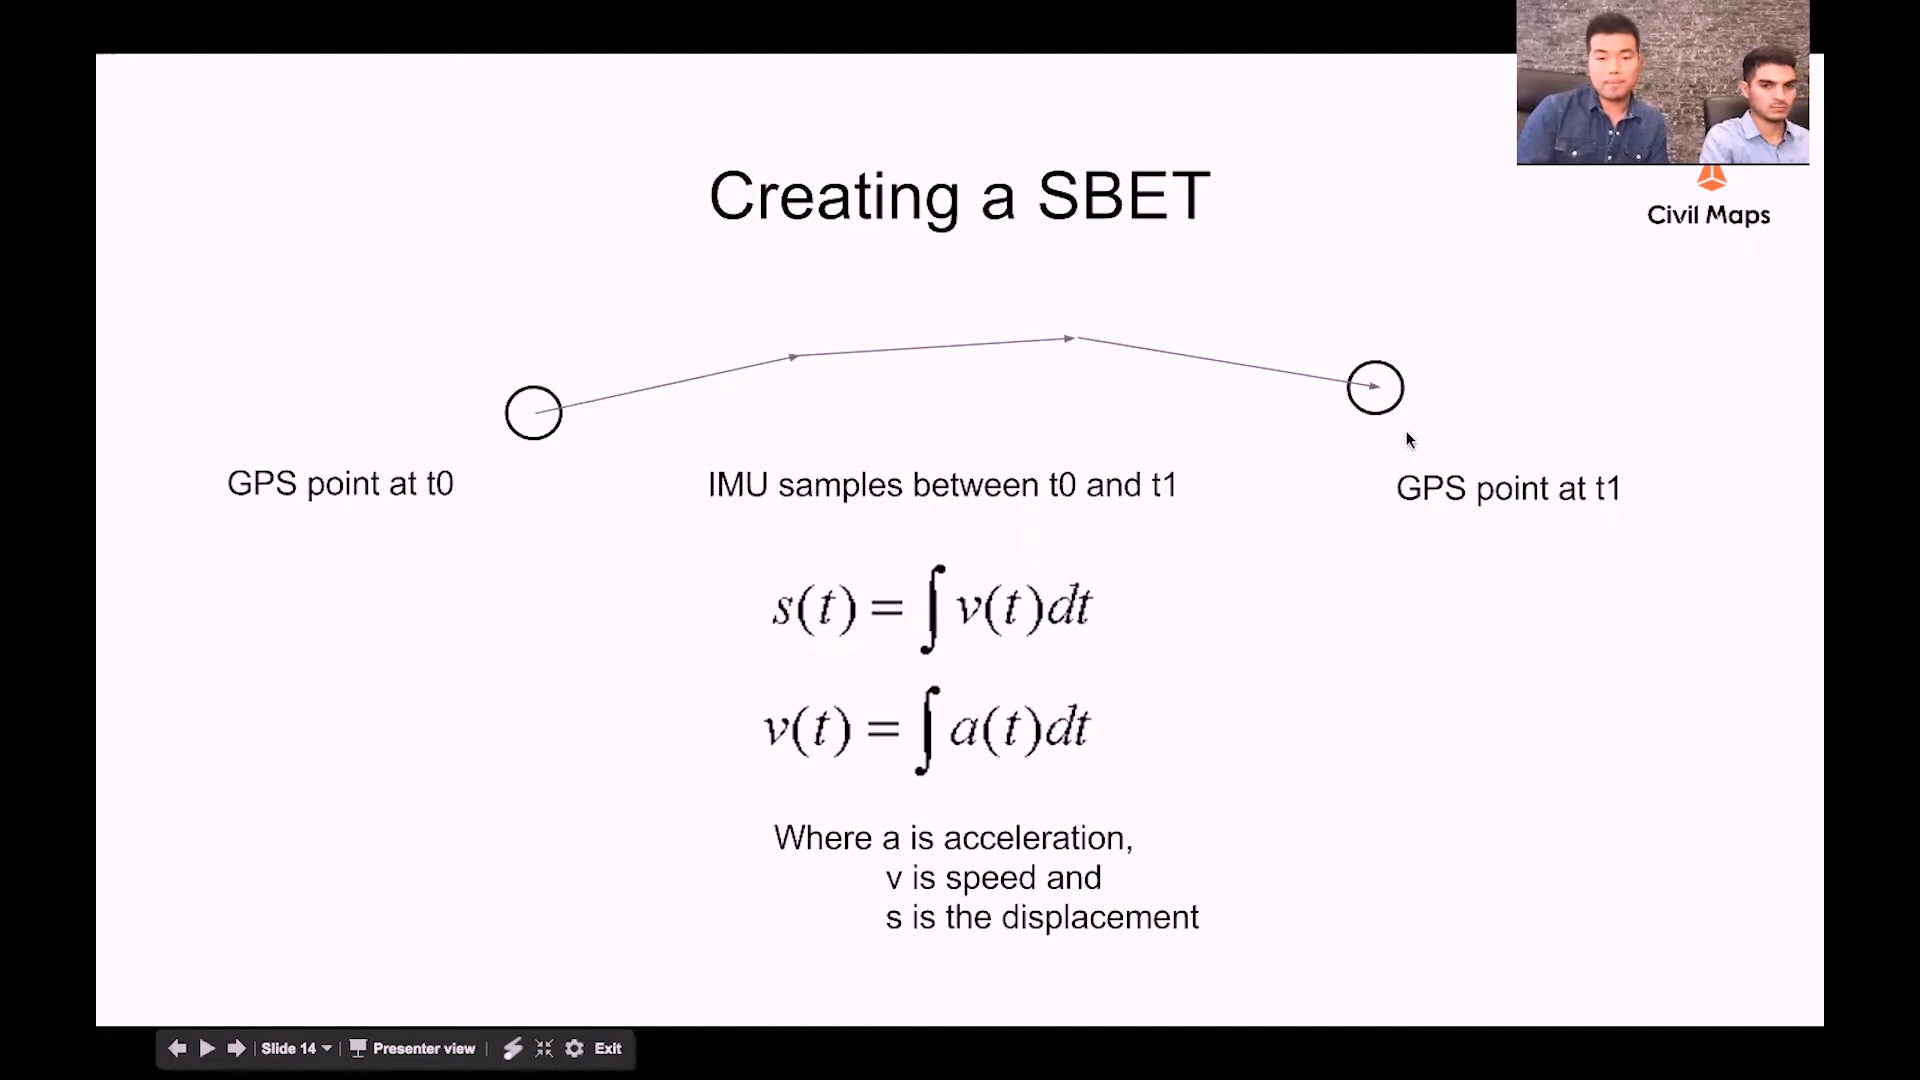 Creating a SBET
Civil Maps
GPS point at t0
IMU samples between t0 and t1
GPS point at t1
s(t) = ∫ v(t)dt
v(t) = ∫ a(t)dt
Where a is acceleration,
v is speed and
s is the displacement
Slide 14
Presenter view
Exit